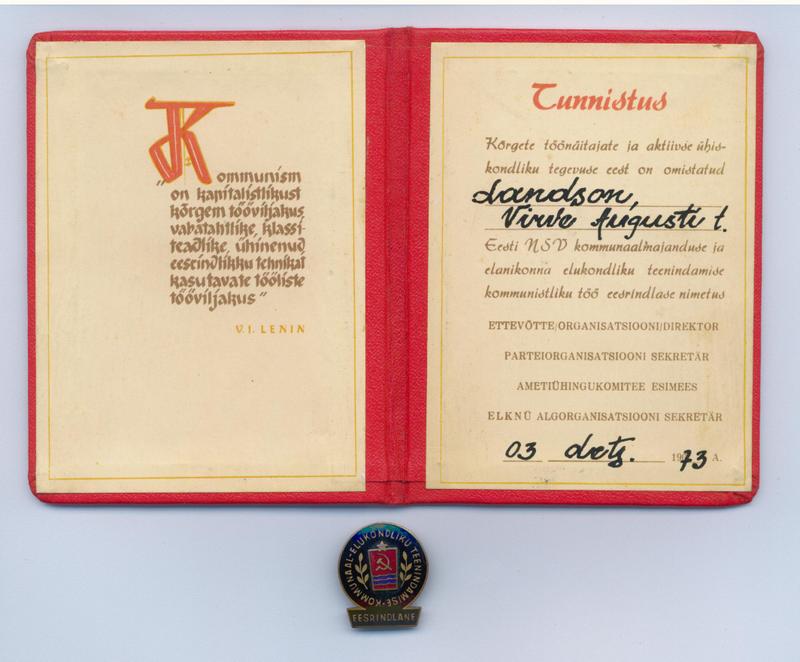 „Kommunism
on kapitalistlikust
kõrgem tööviljakus
vabatahtlike, klassi-
teadlike, ühinenud,
eesrindlikku tehnikat
kasutavate tööliste
tööviljakus”
V. I. LENIN
Tunnistus
Kõrgete töönäitajate ja aktiivse ühis-
kondliku tegevuse eest on omistatud
Landson,
Virve Augusti t.
Eesti NSV kommunaalmajanduse ja
elanikonna elukondliku teenindamise
kommunistliku töö eesrindlase nimetus
ETTEVÕTTE/ORGANISATSIOONI/DIREKTOR
PARTEIORGANISATSIOONI SEKRETÄR
AMETIÜHINGUKOMITEE ESIMEES
ELKNÜ ALGORGANISATSIOONI SEKRETÄR
03 dets. 1973 A.
KOMMUNAAL-ELUKONDLIKU TEENINDAMISE
EESRINDLANE